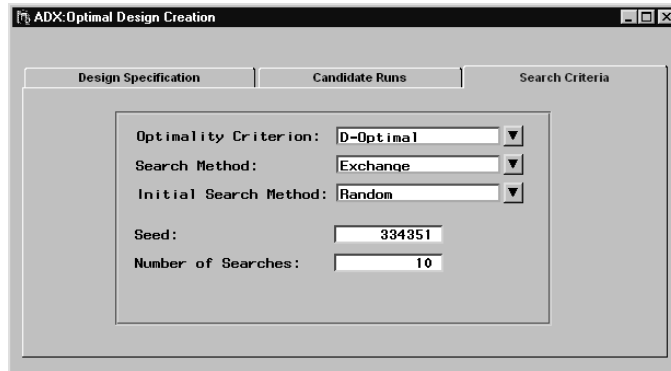 ADX:Optimal Design Creation
Design Specification Candidate Runs Search Criteria
Optimality Criterion: D-Optimal
Search Method: Exchange
Initial Search Method: Random
Seed: 334351
Number of Searches: 10